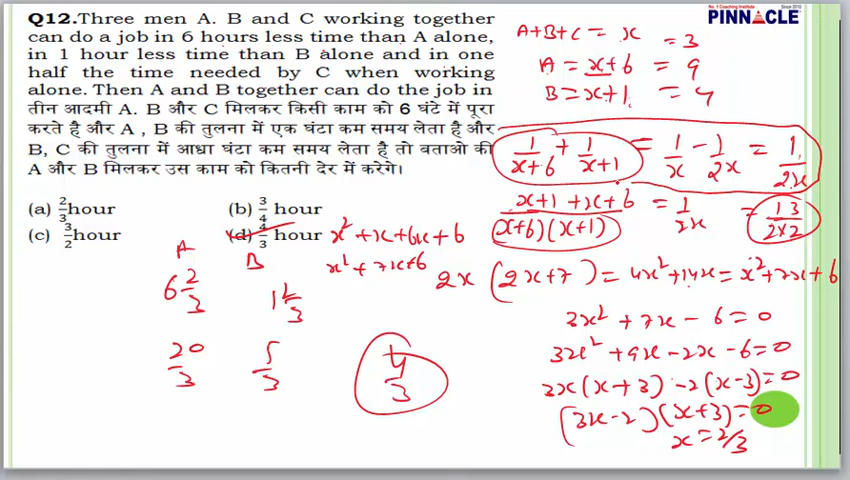 Q12.Three men A. B and C working together
can do a job in 6 hours less time than A alone,
in 1 hour less time than B alone and in one
half the time needed by C when working
alone. Then A and B together can do the job in
तीन आदमी A. B और C मिलकर किसी काम को 6 घंटे में पूरा
करते है और A , B की तुलना में एक घंटा कम समय लेता है और
B, C की तुलना में आधा घंटा कम समय लेता है तो बताओ की
A और B मिलकर उस काम को कितनी देर में करेगे।
(a) 2/3 hour (b) 3/4 hour
(c) 3/2 hour (d) 4/3 hour
No.1 Coaching Institute
PINNACLE Since 2010
A+B+C = x = 3
A = x+6 = 9
B = x+1 = 4
1/(x+6) + 1/(x+1) = 1/x - 1/2x = 1/2x
(x+1+x+6)/((x+6)(x+1)) = 1/2x = 13/(2×2)
x²+x+6x+6
x²+7x+6
2x(2x+7) = 4x²+14x = x²+7x+6
3x²+7x-6=0
3x²+9x-2x-6=0
3x(x+3)-2(x-3)=0
(3x-2)(x+3)=0
x=2/3
A B
6 2/3 1 2/3
20/3 5/3
4/3